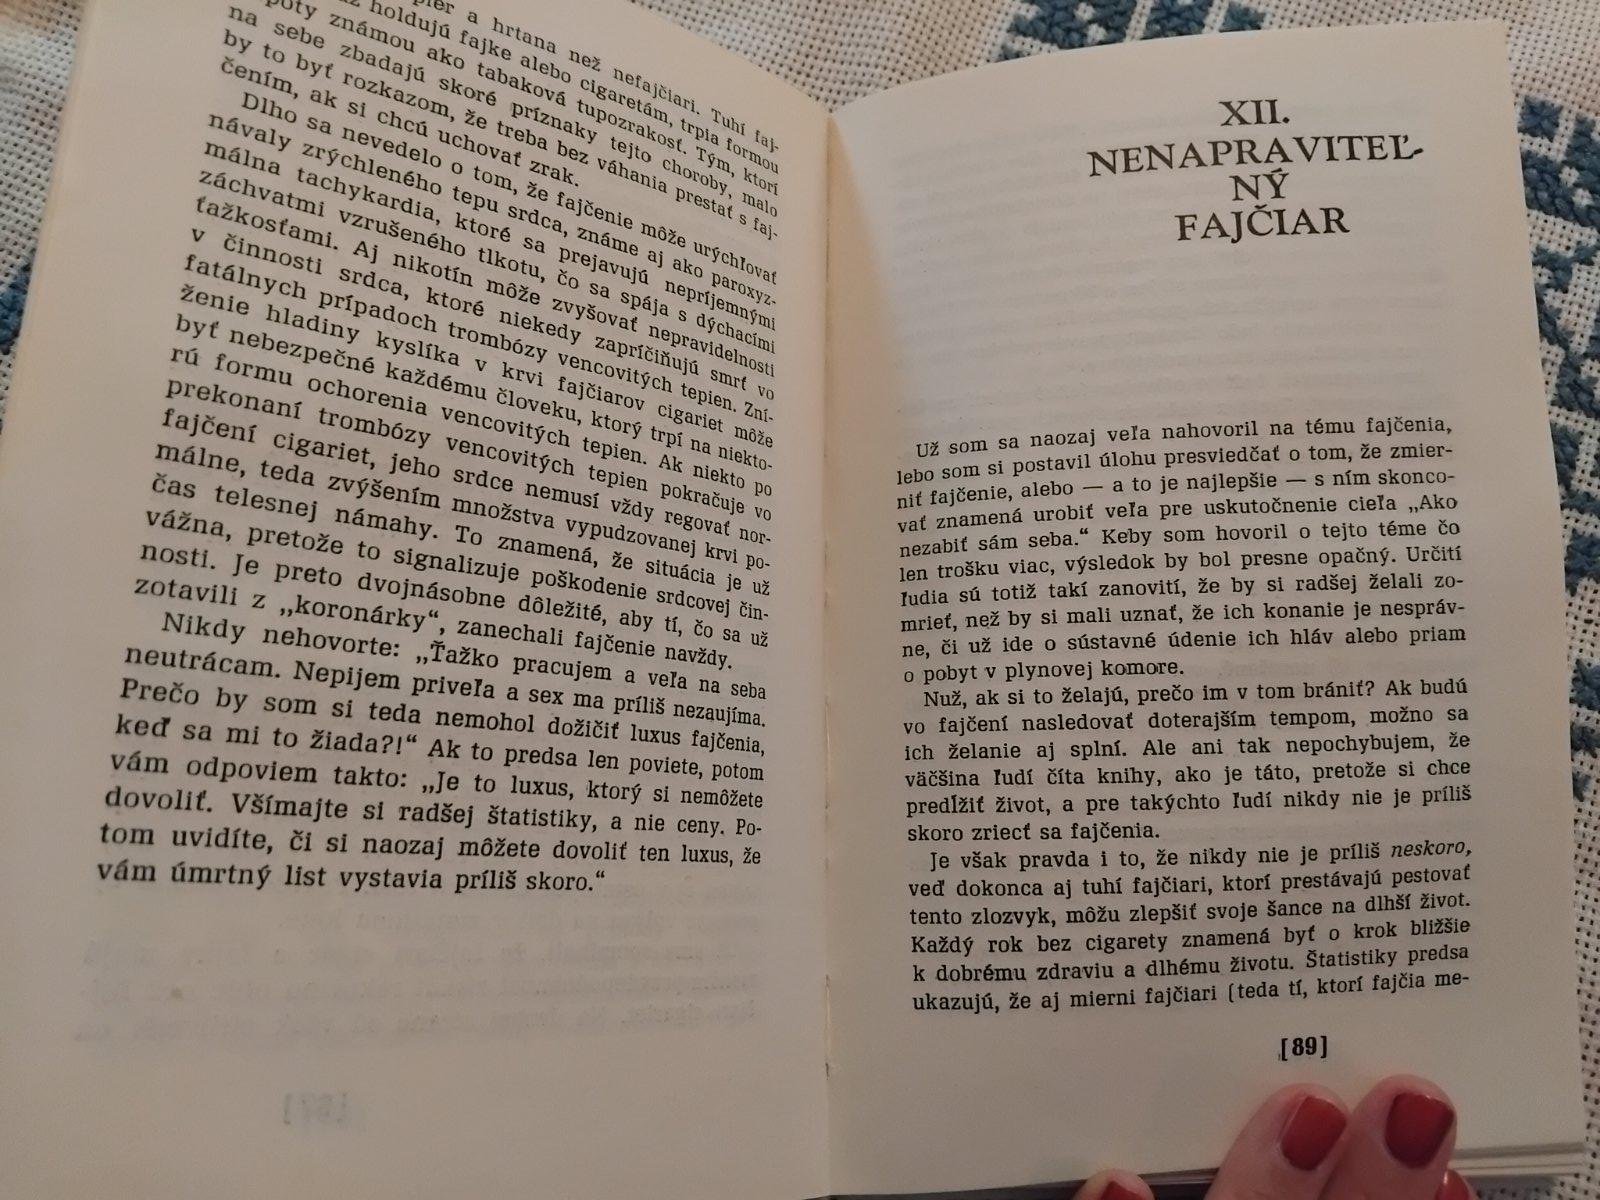 a hrtana než nefajčiari. Tuhí faj-
holdujú fajke alebo cigaretám, trpia formou
poty známou ako tabaková tupozrakosť. Tým, ktorí
na sebe zbadajú skoré príznaky tejto choroby, malo
by to byť rozkazom, že treba bez váhania prestať s faj-
čením, ak si chcú uchovať zrak.
Dlho sa nevedelo o tom, že fajčenie môže urýchľovať
návaly zrýchleného tepu srdca, známe aj ako paroxyz-
málna tachykardia, ktoré sa prejavujú nepríjemnými
záchvatmi vzrušeného tlkotu, čo sa spája s dýchacími
ťažkosťami. Aj nikotín môže zvyšovať nepravidelnosti
v činnosti srdca, ktoré niekedy zapríčiňujú smrť vo
fatálnych prípadoch trombózy vencovitých tepien. Zní-
ženie hladiny kyslíka v krvi fajčiarov cigariet môže
byť nebezpečné každému človeku, ktorý trpí na niekto-
rú formu ochorenia vencovitých tepien. Ak niekto po
prekonaní trombózy vencovitých tepien pokračuje vo
fajčení cigariet, jeho srdce nemusí vždy regovať nor-
málne, teda zvýšením množstva vypudzovanej krvi po-
čas telesnej námahy. To znamená, že situácia je už
vážna, pretože to signalizuje poškodenie srdcovej čin-
nosti. Je preto dvojnásobne dôležité, aby tí, čo sa už
zotavili z „koronárky“, zanechali fajčenie navždy.
Nikdy nehovorte: „Ťažko pracujem a veľa na seba
neutrácam. Nepijem priveľa a sex ma príliš nezaujíma.
Prečo by som si teda nemohol dožičiť luxus fajčenia,
keď sa mi to žiada?!“ Ak to predsa len poviete, potom
vám odpoviem takto: „Je to luxus, ktorý si nemôžete
dovoliť. Všímajte si radšej štatistiky, a nie ceny. Po-
tom uvidíte, či si naozaj môžete dovoliť ten luxus, že
vám úmrtný list vystavia príliš skoro.“
XII.
NENAPRAVITEĽ-
NÝ
FAJČIAR
Už som sa naozaj veľa nahovoril na tému fajčenia,
lebo som si postavil úlohu presviedčať o tom, že zmier-
niť fajčenie, alebo — a to je najlepšie — s ním skonco-
vať znamená urobiť veľa pre uskutočnenie cieľa „Ako
nezabiť sám seba.“ Keby som hovoril o tejto téme čo
len trošku viac, výsledok by bol presne opačný. Určití
ľudia sú totiž takí zanovití, že by si radšej želali zo-
mrieť, než by si mali uznať, že ich konanie je nespráv-
ne, či už ide o sústavné údenie ich hláv alebo priam
o pobyt v plynovej komore.
Nuž, ak si to želajú, prečo im v tom brániť? Ak budú
vo fajčení nasledovať doterajším tempom, možno sa
ich želanie aj splní. Ale ani tak nepochybujem, že
väčšina ľudí číta knihy, ako je táto, pretože si chce
predĺžiť život, a pre takýchto ľudí nikdy nie je príliš
skoro zriecť sa fajčenia.
Je však pravda i to, že nikdy nie je príliš neskoro,
veď dokonca aj tuhí fajčiari, ktorí prestávajú pestovať
tento zlozvyk, môžu zlepšiť svoje šance na dlhší život.
Každý rok bez cigarety znamená byť o krok bližšie
k dobrému zdraviu a dlhému životu. Štatistiky predsa
ukazujú, že aj mierni fajčiari (teda tí, ktorí fajčia me-
[89]